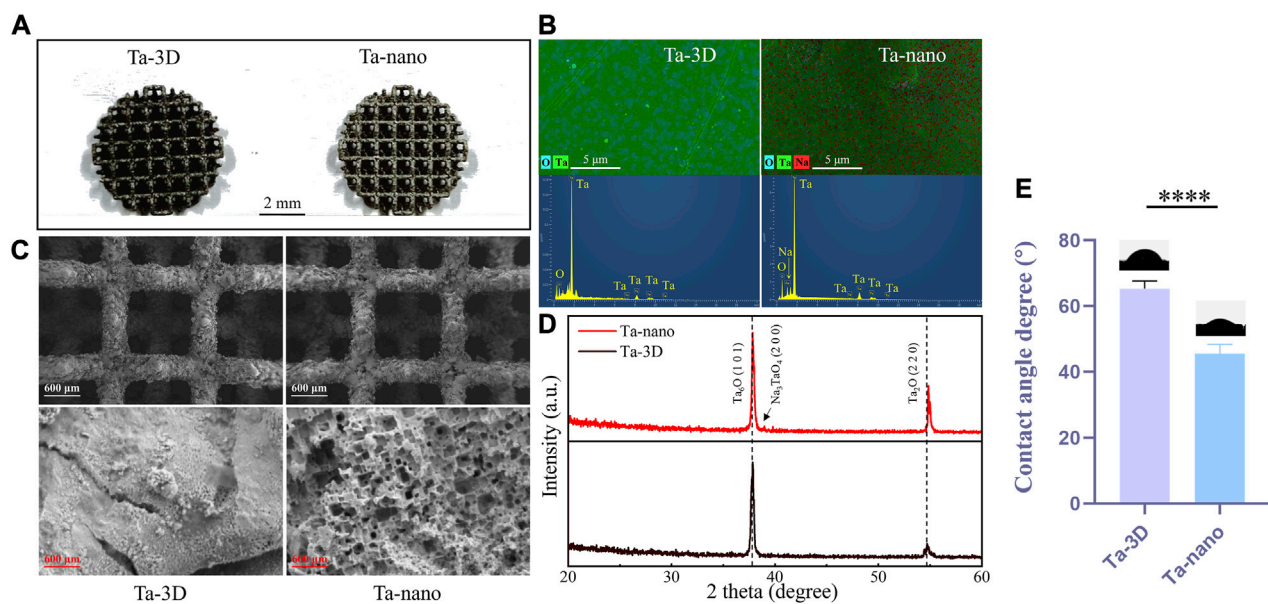 A
Ta-3D
Ta-nano
2 mm
B
Ta-3D
Ta-nano
O Ta
5 μm
O Ta Na
5 μm
Ta
O
Ta
Ta
Ta
Ta
Ta
Na
O
Ta
Ta
Ta
Ta
C
600 μm
600 μm
600 μm
600 μm
Ta-3D
Ta-nano
D
Ta-nano
Ta-3D
Ta₆O (1 0 1)
Na₃TaO₄ (2 0 0)
Ta₂O (2 2 0)
Intensity (a.u.)
20 30 40 50 60
2 theta (degree)
E
****
Contact angle degree (°)
80
60
40
20
0
Ta-3D
Ta-nano